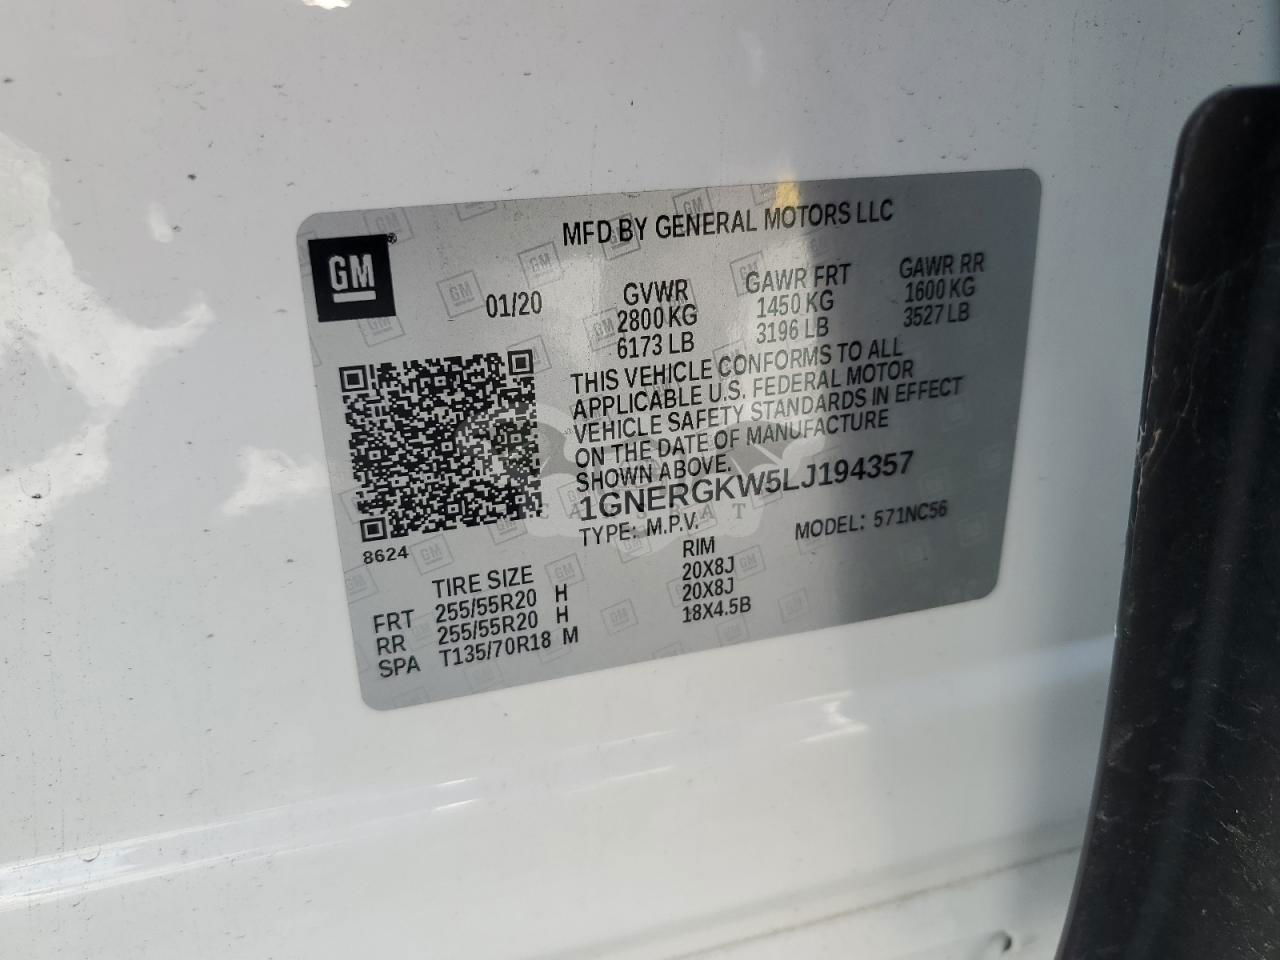 MFD BY GENERAL MOTORS LLC
GM
01/20
GVWR GAWR FRT GAWR RR
2800 KG 1450 KG 1600 KG
6173 LB 3196 LB 3527 LB
THIS VEHICLE CONFORMS TO ALL
APPLICABLE U.S. FEDERAL MOTOR
VEHICLE SAFETY STANDARDS IN EFFECT
ON THE DATE OF MANUFACTURE
SHOWN ABOVE.
1GNERGKW5LJ194357
TYPE: M.P.V. MODEL: 571NC56
8624
TIRE SIZE RIM
FRT 255/55R20 H 20X8J
RR 255/55R20 H 20X8J
SPA T135/70R18 M 18X4.5B